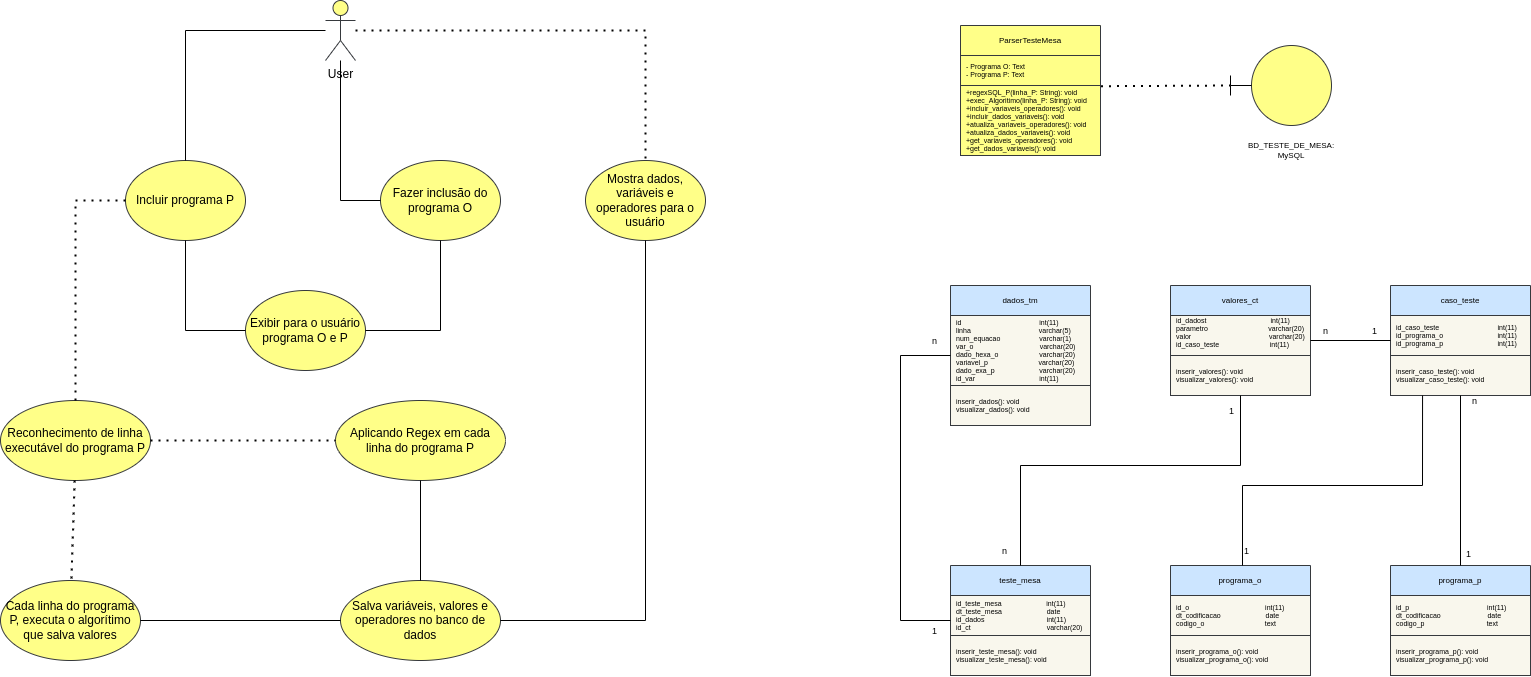 User
Incluir programa P
Fazer inclusão do
programa O
Mostra dados,
variáveis e
operadores para o
usuário
Exibir para o usuário
programa O e P
Reconhecimento de linha
executável do programa P
Aplicando Regex em cada
linha do programa P
Cada linha do programa
P, executa o algorítimo
que salva valores
Salva variáveis, valores e
operadores no banco de
dados
ParserTesteMesa
- Programa O: Text
- Programa P: Text
+regexSQL_P(linha_P: String): void
+exec_Algoritimo(linha_P: String): void
+incluir_variaveis_operadores(): void
+incluir_dados_variaveis(): void
+atualiza_variaveis_operadores(): void
+atualiza_dados_variaveis(): void
+get_variaveis_operadores(): void
+get_dados_variaveis(): void
BD_TESTE_DE_MESA:
MySQL
dados_tm
id int(11)
linha varchar(5)
num_equacao varchar(1)
var_o varchar(20)
dado_hexa_o varchar(20)
variavel_p varchar(20)
dado_exa_p varchar(20)
id_var int(11)
inserir_dados(): void
visualizar_dados(): void
n
1
valores_ct
id_dadost int(11)
parametro varchar(20)
valor varchar(20)
id_caso_teste int(11)
inserir_valores(): void
visualizar_valores(): void
n
1
1
n
caso_teste
id_caso_teste int(11)
id_programa_o int(11)
id_programa_p int(11)
inserir_caso_teste(): void
visualizar_caso_teste(): void
n
1
1
teste_mesa
id_teste_mesa int(11)
dt_teste_mesa date
id_dados int(11)
id_ct varchar(20)
inserir_teste_mesa(): void
visualizar_teste_mesa(): void
programa_o
id_o int(11)
dt_codificacao date
codigo_o text
inserir_programa_o(): void
visualizar_programa_o(): void
programa_p
id_p int(11)
dt_codificacao date
codigo_p text
inserir_programa_p(): void
visualizar_programa_p(): void